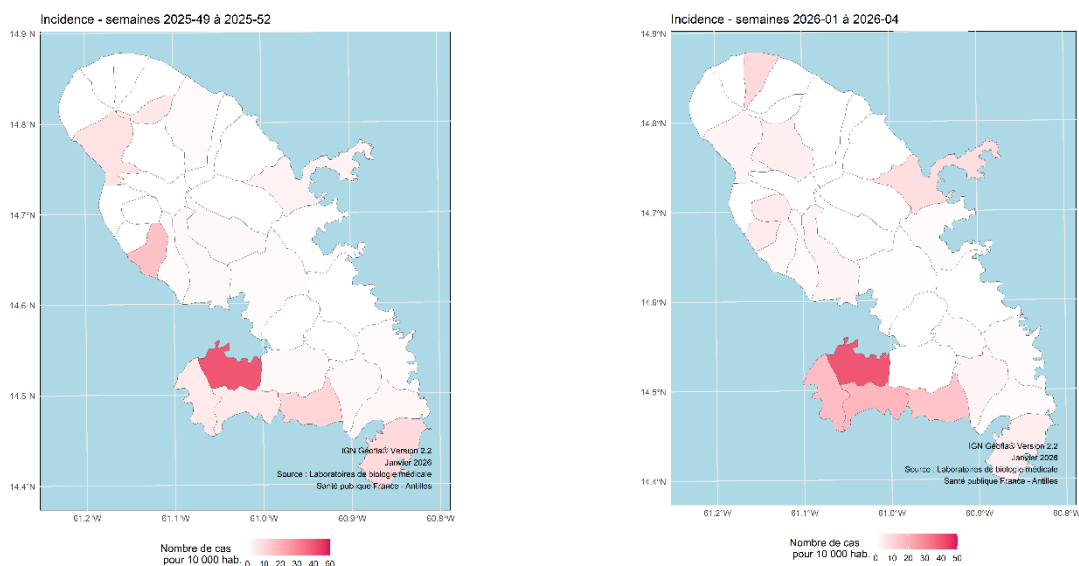 Incidence - semaines 2025-49 à 2025-52
14.9°N
14.8°N
14.7°N
14.6°N
14.5°N
14.4°N
61.2°W 61.1°W 61.0°W 60.9°W 60.8°W
IGN Géofla® Version 2.2
Janvier 2026
Source : Laboratoires de biologie médicale
Santé publique France - Antilles
Nombre de cas
pour 10 000 hab.
0 10 20 30 40 50
Incidence - semaines 2026-01 à 2026-04
14.9°N
14.8°N
14.7°N
14.6°N
14.5°N
14.4°N
61.2°W 61.1°W 61.0°W 60.9°W 60.8°W
IGN Géofla® Version 2.2
Janvier 2026
Source : Laboratoires de biologie médicale
Santé publique France - Antilles
Nombre de cas
pour 10 000 hab.
0 10 20 30 40 50